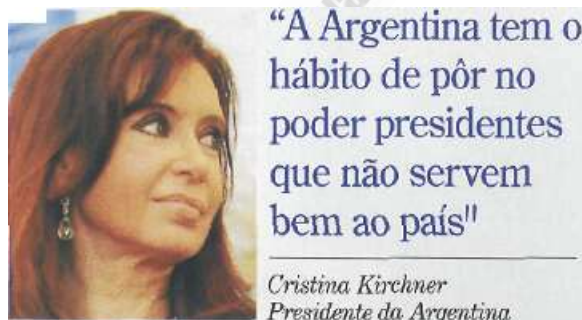 “A Argentina tem o
hábito de pôr no
poder presidentes
que não servem
bem ao país"
Cristina Kirchner
Presidente da Argentina